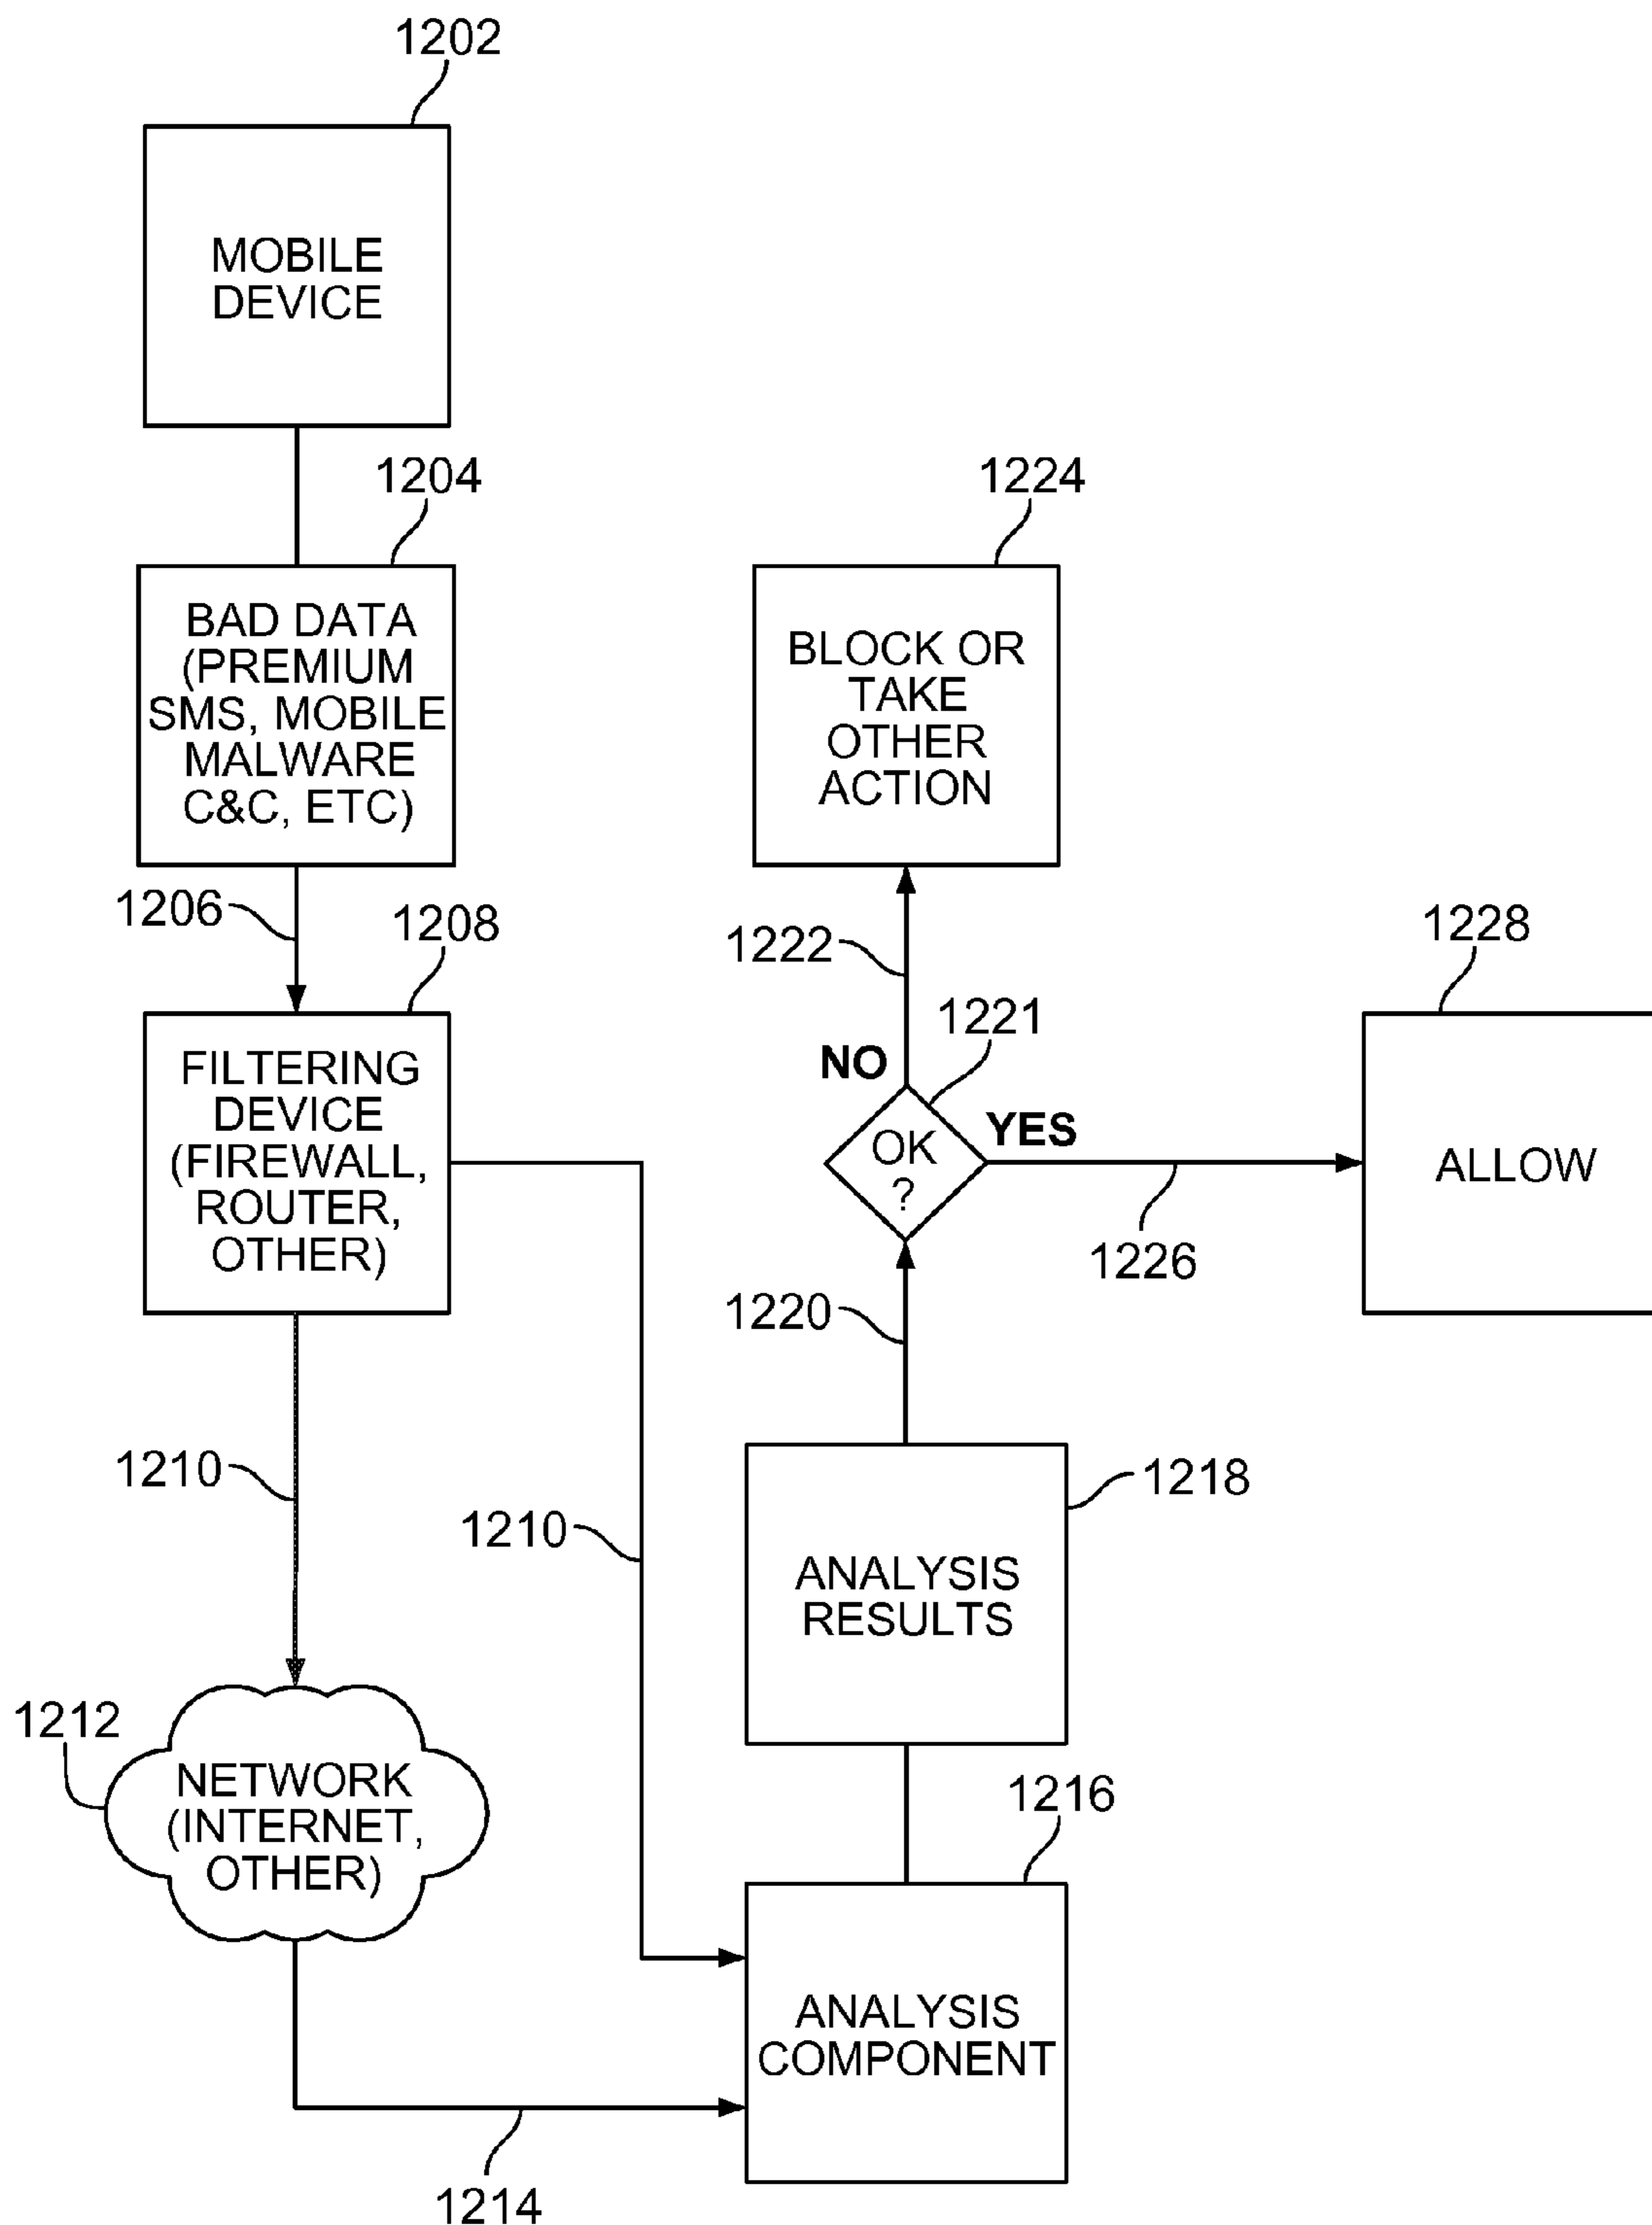 1202
MOBILE
DEVICE
1204
BAD DATA
(PREMIUM
SMS, MOBILE
MALWARE
C&C, ETC)
1206
1208
FILTERING
DEVICE
(FIREWALL,
ROUTER,
OTHER)
1210
1210
1212
NETWORK
(INTERNET,
OTHER)
1214
1216
ANALYSIS
COMPONENT
1218
ANALYSIS
RESULTS
1220
1221
OK
?
NO
1222
1224
BLOCK OR
TAKE
OTHER
ACTION
YES
1226
1228
ALLOW